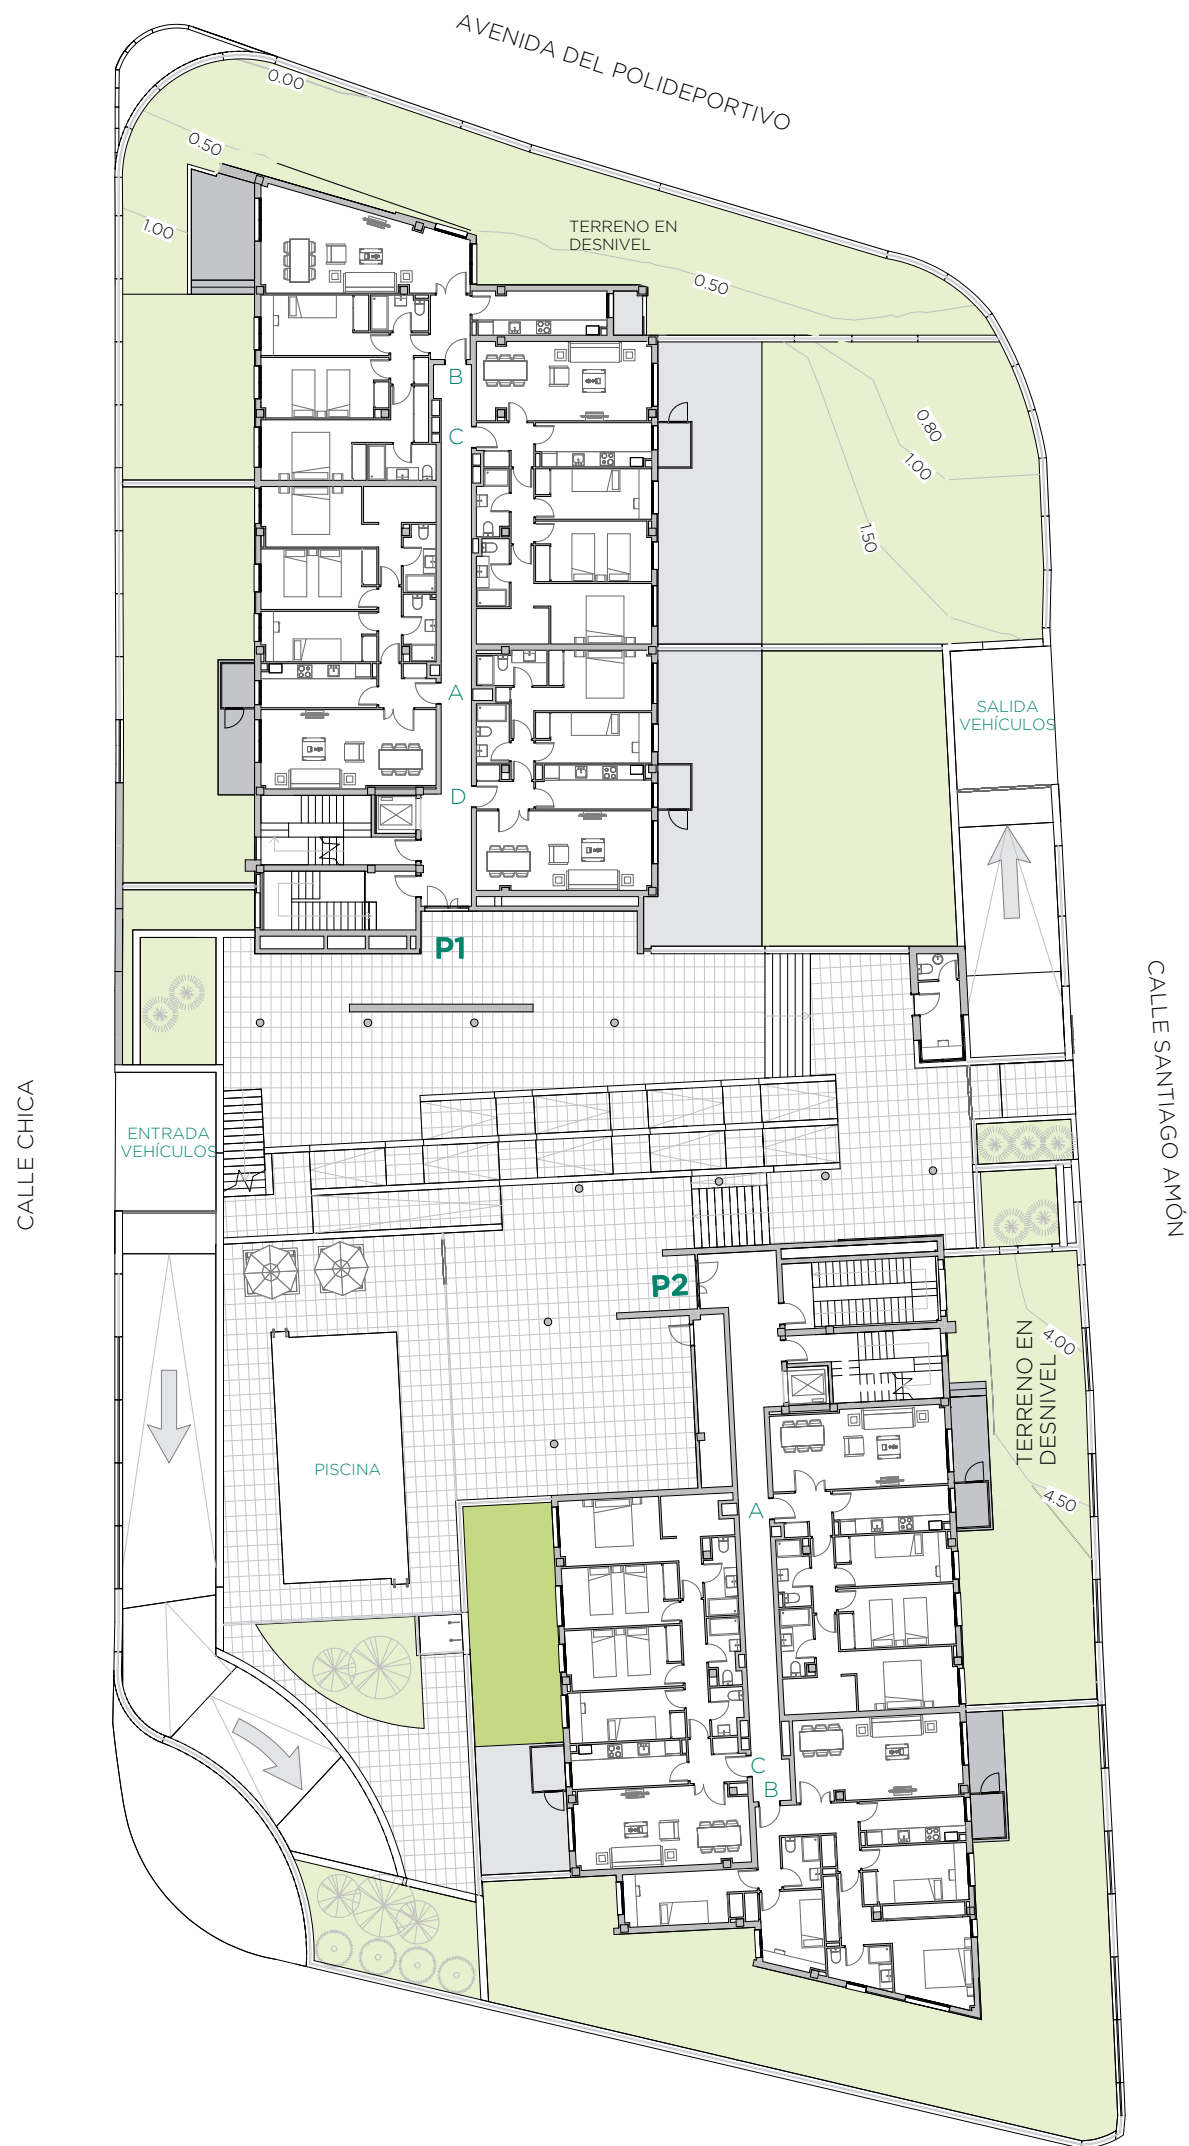 AVENIDA DEL POLIDEPORTIVO
0.00
0.50
1.00
TERRENO EN
DESNIVEL
0.50
B
C
0.80
1.00
1.50
A
SALIDA
VEHÍCULOS
D
P1
CALLE SANTIAGO AMÓN
CALLE CHICA
ENTRADA
VEHÍCULOS
P2
TERRENO EN
DESNIVEL
4.00
PISCINA
4.50
A
C
B